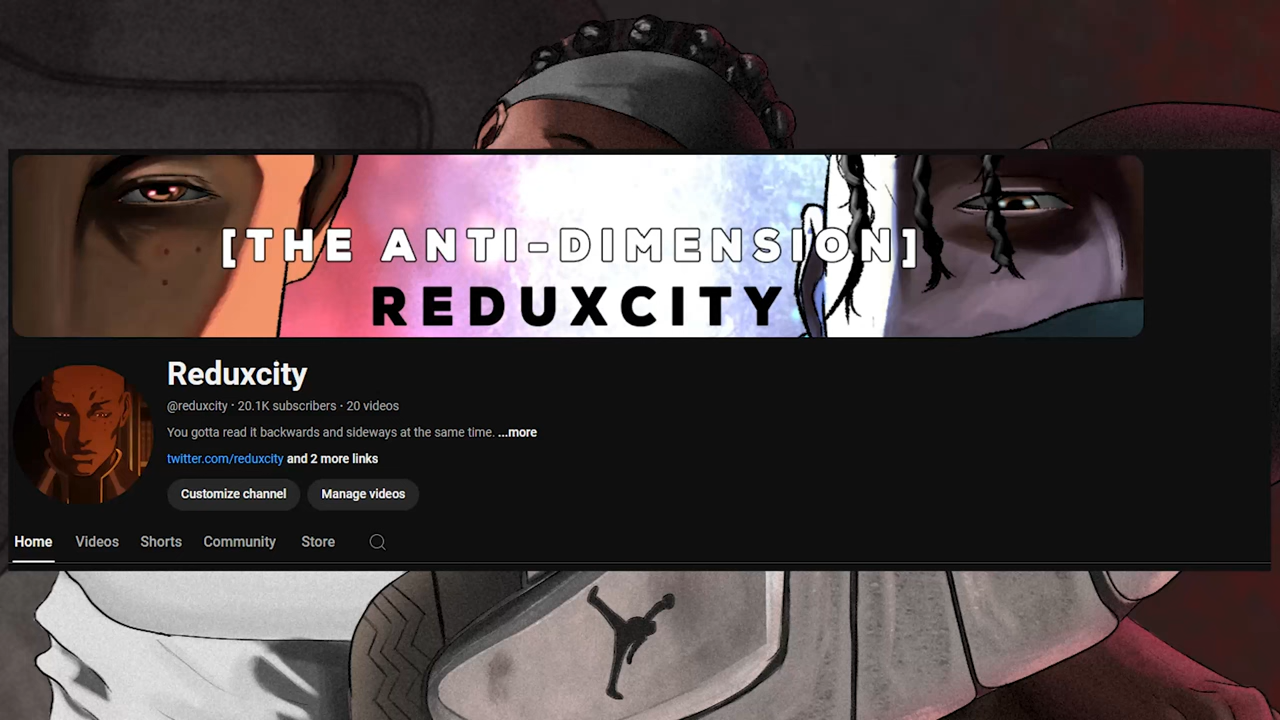 [THE ANTI-DIMENSION]
REDUXCITY
Reduxcity
@reduxcity · 20.1K subscribers · 20 videos
You gotta read it backwards and sideways at the same time. ...more
twitter.com/reduxcity and 2 more links
Customize channel Manage videos
Home Videos Shorts Community Store